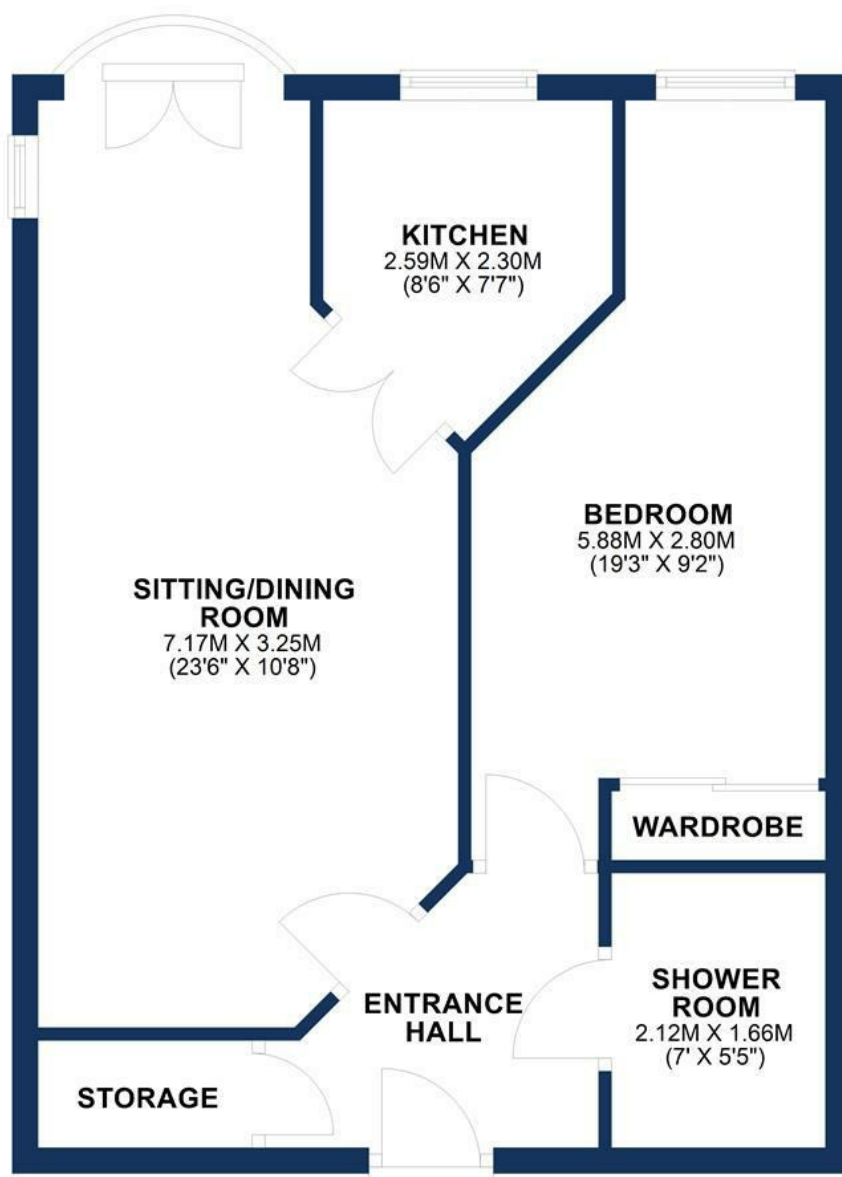 KITCHEN
2.59M X 2.30M
(8'6" X 7'7")
BEDROOM
5.88M X 2.80M
(19'3" X 9'2")
SITTING/DINING
ROOM
7.17M X 3.25M
(23'6" X 10'8")
WARDROBE
ENTRANCE
HALL
SHOWER
ROOM
2.12M X 1.66M
(7' X 5'5")
STORAGE